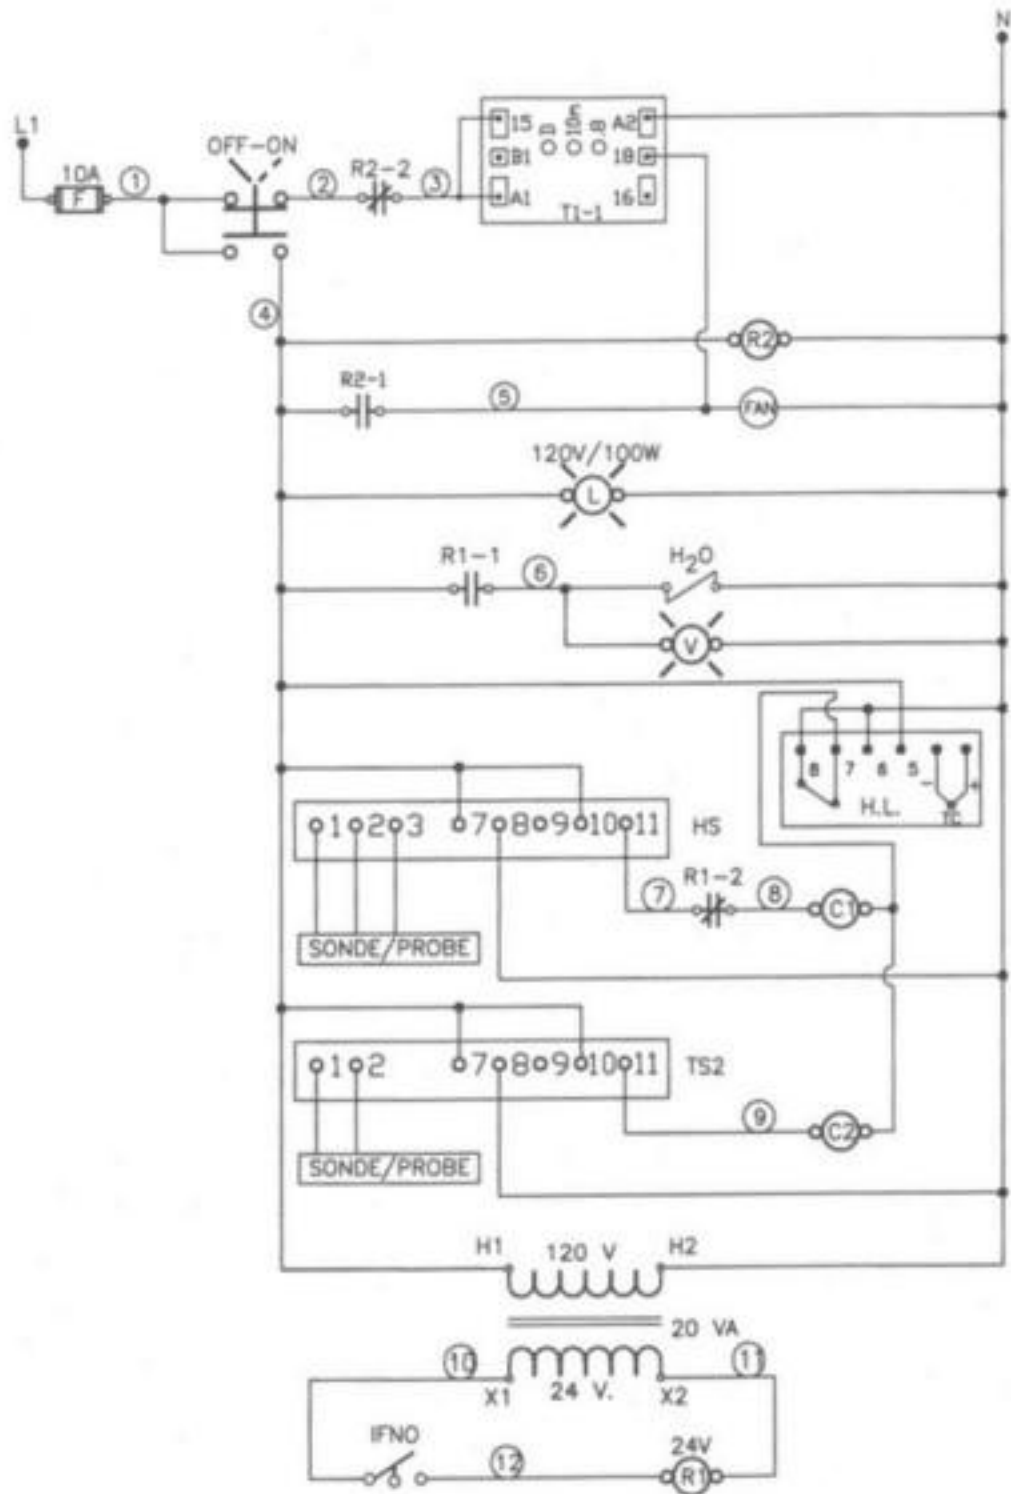 N
L1
10A
F
1
OFF-ON
2
R2-2
3
15
B1
A1
D
10m
.8
A2
18
16
T1-1
4
R2
R2-1
5
FAN
120V/100W
L
R1-1
6
H2O
V
8 7 6 5 - +
H.L.
TC
1 2 3 7 8 9 10 11
HS
7
R1-2
8
C1
SONDE/PROBE
1 2 7 8 9 10 11
TS2
9
C2
SONDE/PROBE
H1 120 V H2
20 VA
10
11
X1 24 V. X2
IFNO
12
24V
R1